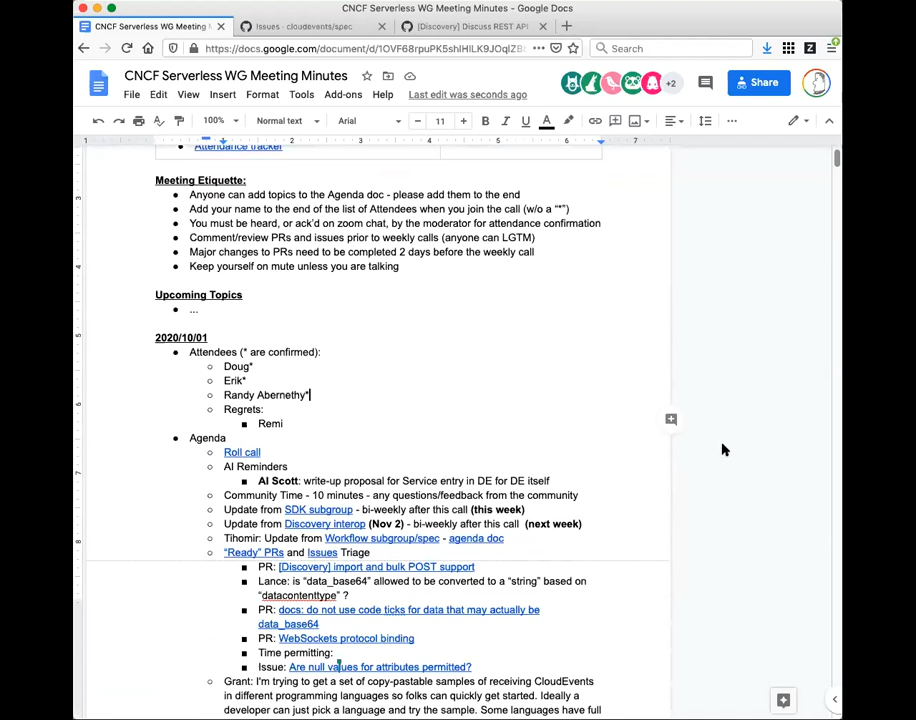 CNCF Serverless WG Meeting Minutes - Google Docs
CNCF Serverless WG Meeting
Issues · cloudevents/spec
[Discovery] Discuss REST API
https://docs.google.com/document/d/1OVF68rpuPK5shIHILK9JOqlZB
Search
CNCF Serverless WG Meeting Minutes
+2
Share
File Edit View Insert Format Tools Add-ons Help Last edit was seconds ago
100% Normal text Arial 11 B I U A
1 2 3 4 5 6 7
Attendance tracker
Meeting Etiquette:
● Anyone can add topics to the Agenda doc - please add them to the end
● Add your name to the end of the list of Attendees when you join the call (w/o a "*")
● You must be heard, or ack'd on zoom chat, by the moderator for attendance confirmation
● Comment/review PRs and issues prior to weekly calls (anyone can LGTM)
● Major changes to PRs need to be completed 2 days before the weekly call
● Keep yourself on mute unless you are talking
Upcoming Topics
● ...
2020/10/01
● Attendees (* are confirmed):
○ Doug*
○ Erik*
○ Randy Abernethy*
○ Regrets:
■ Remi
● Agenda
○ Roll call
○ AI Reminders
■ AI Scott: write-up proposal for Service entry in DE for DE itself
○ Community Time - 10 minutes - any questions/feedback from the community
○ Update from SDK subgroup - bi-weekly after this call (this week)
○ Update from Discovery interop (Nov 2) - bi-weekly after this call (next week)
○ Tihomir: Update from Workflow subgroup/spec - agenda doc
○ "Ready" PRs and Issues Triage
■ PR: [Discovery] import and bulk POST support
■ Lance: is "data_base64" allowed to be converted to a "string" based on
"datacontenttype" ?
■ PR: docs: do not use code ticks for data that may actually be
data_base64
■ PR: WebSockets protocol binding
■ Time permitting:
■ Issue: Are null values for attributes permitted?
○ Grant: I'm trying to get a set of copy-pastable samples of receiving CloudEvents
in different programming languages so folks can quickly get started. Ideally a
developer can just pick a language and try the sample. Some languages have full